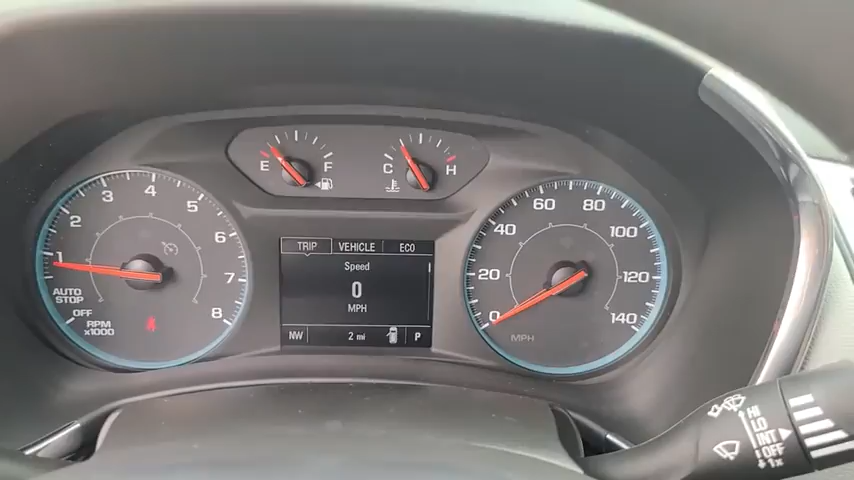 E F
C H
1 2 3 4 5 6 7 8
AUTO
STOP
OFF
RPM
x1000
TRIP VEHICLE ECO
Speed
0
MPH
NW 2 mi P
0 20 40 60 80 100 120 140
MPH
HI
LO
INT
OFF
1x